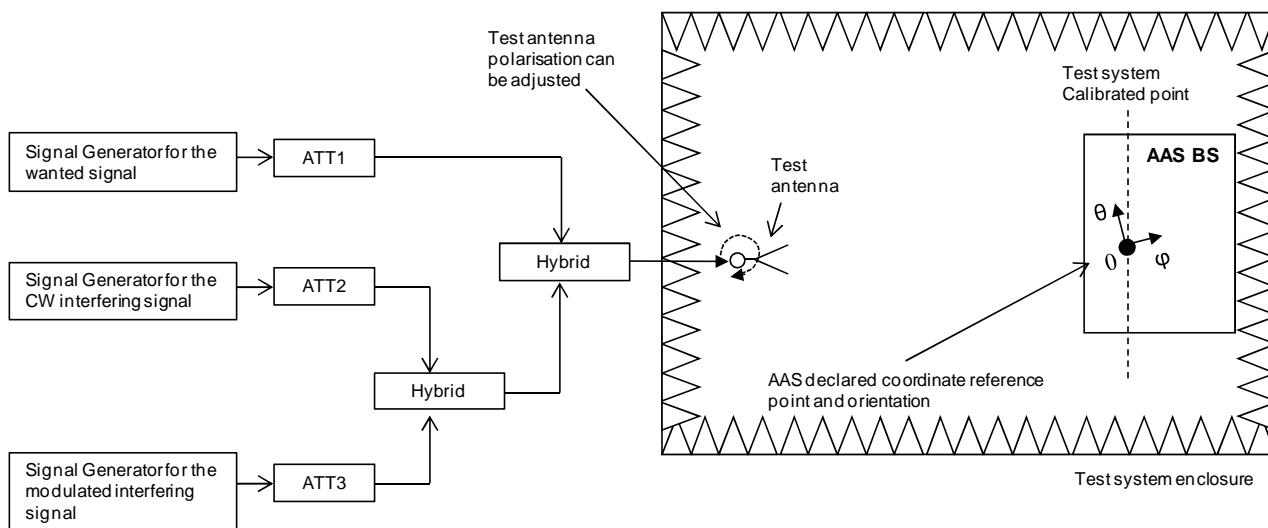 Test antenna
polarisation can
be adjusted
Test system
Calibrated point
Signal Generator for the
wanted signal
ATT1
AAS BS
Test
antenna
θ
Hybrid
0
φ
Signal Generator for the
CW interfering signal
ATT2
Hybrid
AAS declared coordinate reference
point and orientation
Signal Generator for the
modulated interfering
signal
ATT3
Test system enclosure